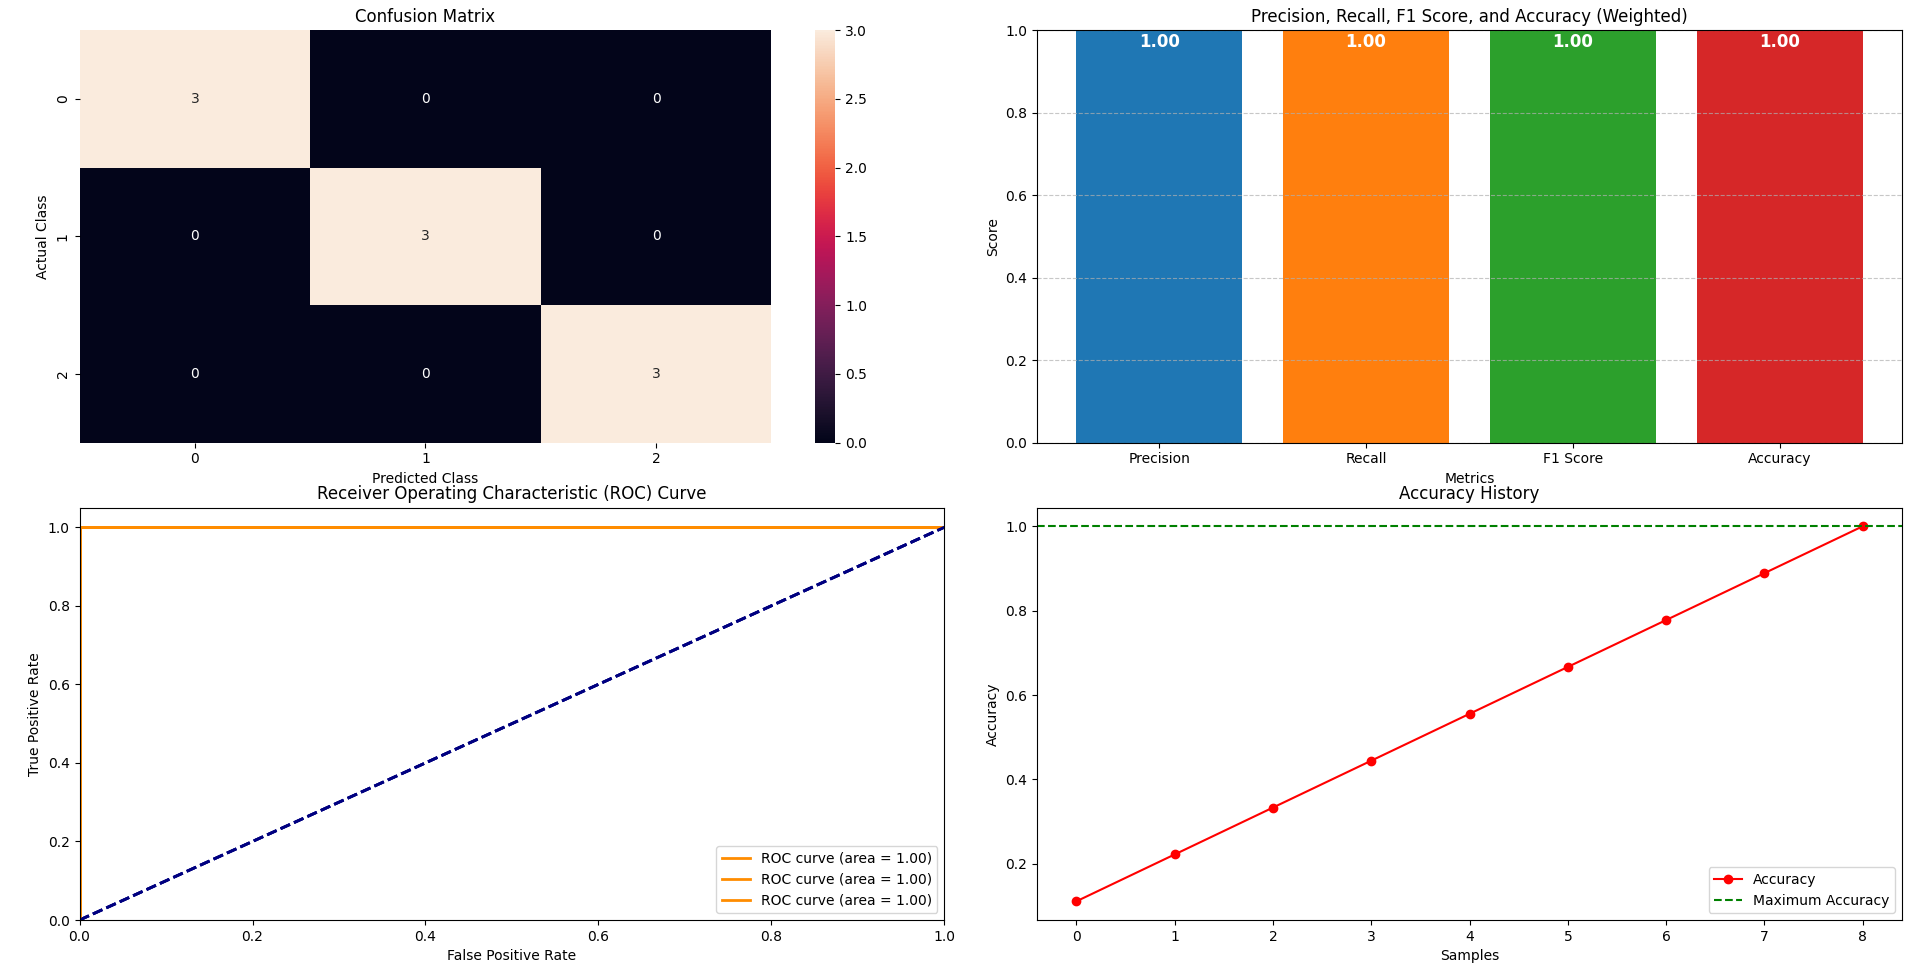 Confusion Matrix
3 0 0
0 3 0
0 0 3
0
1
2
Actual Class
0 1 2
Predicted Class
3.0
2.5
2.0
1.5
1.0
0.5
0.0
Precision, Recall, F1 Score, and Accuracy (Weighted)
1.00 1.00 1.00 1.00
1.0
0.8
0.6
0.4
0.2
0.0
Score
Precision Recall F1 Score Accuracy
Metrics
Receiver Operating Characteristic (ROC) Curve
1.0
0.8
0.6
0.4
0.2
0.0
True Positive Rate
ROC curve (area = 1.00)
ROC curve (area = 1.00)
ROC curve (area = 1.00)
0.0 0.2 0.4 0.6 0.8 1.0
False Positive Rate
Accuracy History
1.0
0.8
0.6
0.4
0.2
Accuracy
Accuracy
Maximum Accuracy
0 1 2 3 4 5 6 7 8
Samples